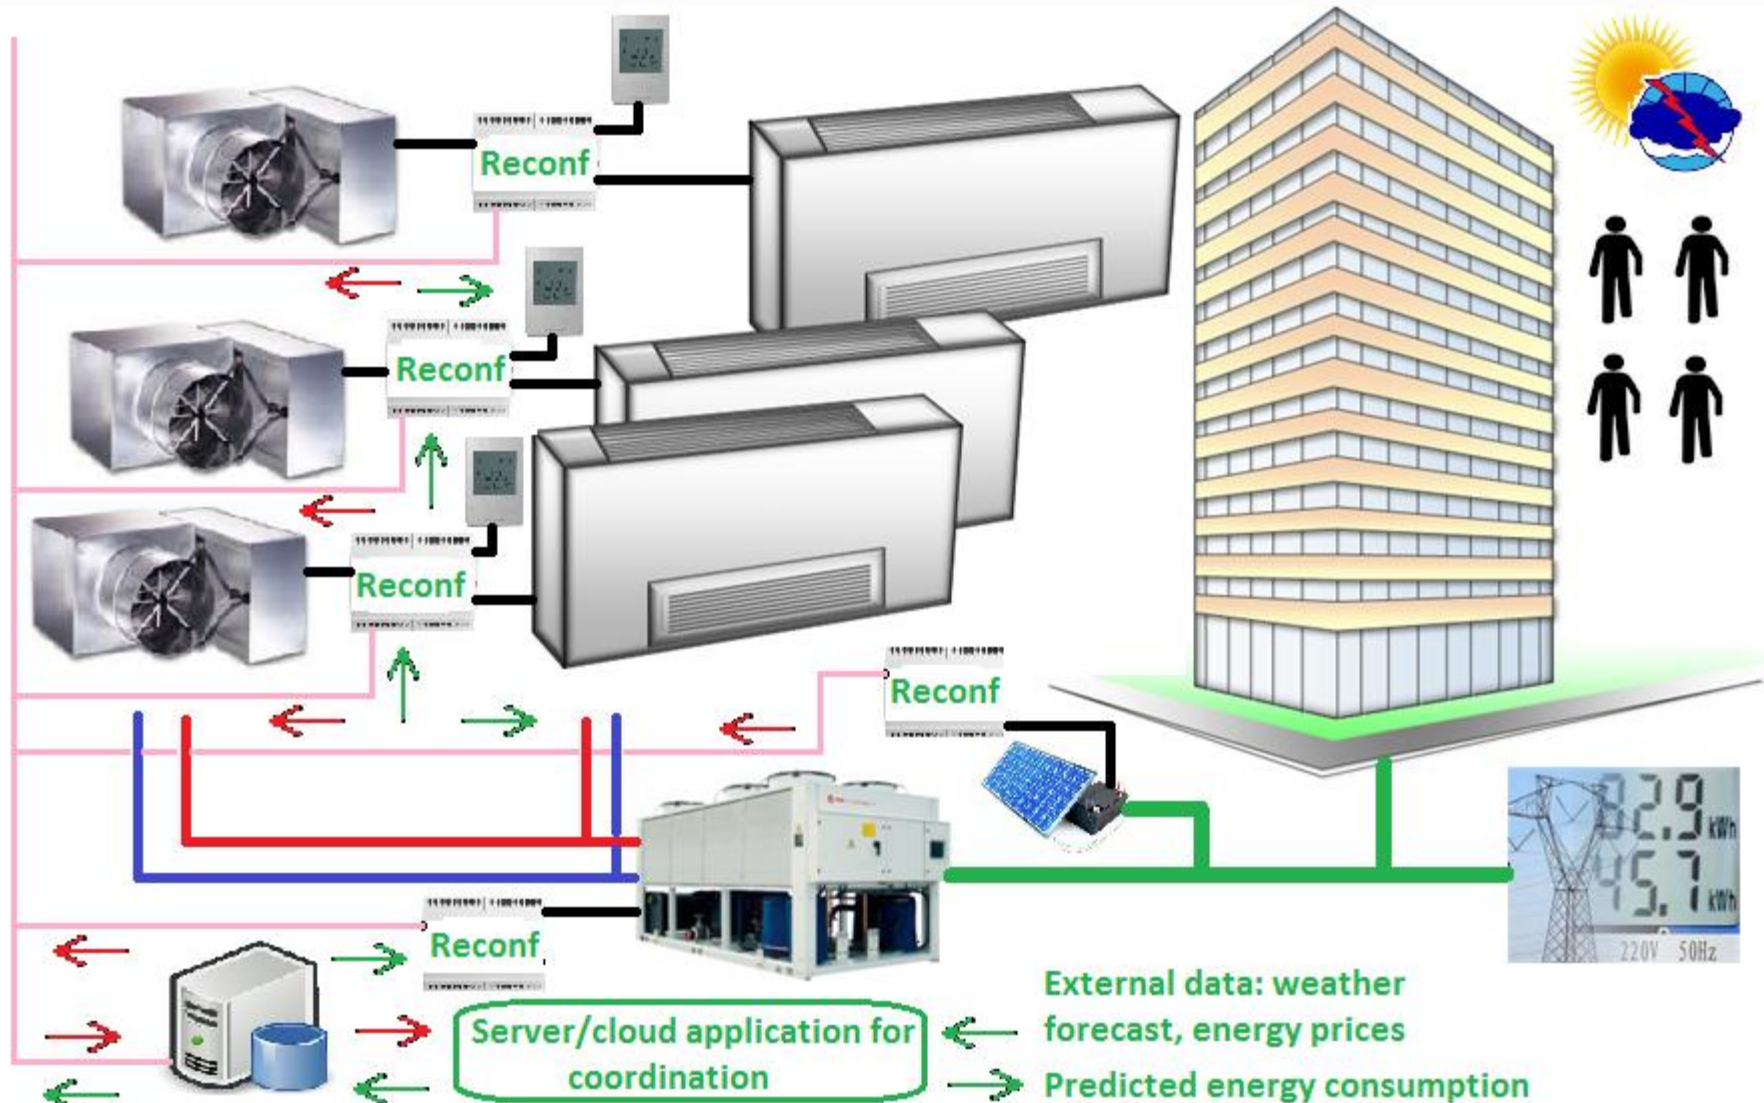 Reconf
Reconf
Reconf
Reconf
Reconf
82.9 kWh
45.7 kWh
220V 50Hz
Server/cloud application for
coordination
External data: weather
forecast, energy prices
Predicted energy consumption